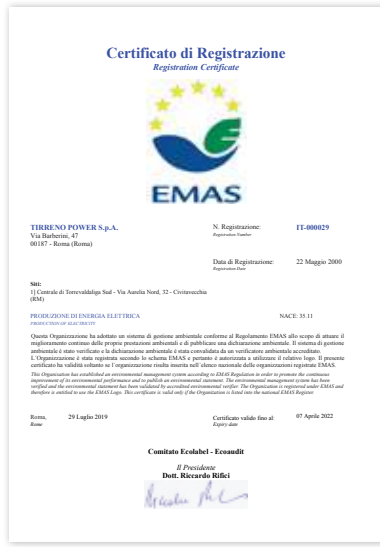 Certificato di Registrazione
Registration Certificate
EMAS
TIRRENO POWER S.p.A.
Via Barberini, 47
00187 - Roma (Roma)
N. Registrazione:
Registration Number
IT-000029
Data di Registrazione:
Registration Date
22 Maggio 2000
Siti:
1] Centrale di Torrevaldaliga Sud - Via Aurelia Nord, 32 - Civitavecchia
(RM)
PRODUZIONE DI ENERGIA ELETTRICA
PRODUCTION OF ELECTRICITY
NACE: 35.11
Questa Organizzazione ha adottato un sistema di gestione ambientale conforme al Regolamento EMAS allo scopo di attuare il
miglioramento continuo delle proprie prestazioni ambientali e di pubblicare una dichiarazione ambientale. Il sistema di gestione
ambientale è stato verificato e la dichiarazione ambientale è stata convalidata da un verificatore ambientale accreditato.
L'Organizzazione è stata registrata secondo lo schema EMAS e pertanto è autorizzata a utilizzare il relativo logo. Il presente
certificato ha validità soltanto se l'organizzazione risulta inserita nell'elenco nazionale delle organizzazioni registrate EMAS.
This Organisation has established an environmental management system according to EMAS Regulation in order to promote the continuous
improvement of its environmental performance and to publish an environmental statement. The environmental management system has been
verified and the environmental statement has been validated by accredited environmental verifier. The Organization is registered under EMAS and
therefore is entitled to use the EMAS Logo. This certificate is valid only if the Organization is listed into the national EMAS Register.
Roma,
Rome
29 Luglio 2019
Certificato valido fino al:
Expiry date
07 Aprile 2022
Comitato Ecolabel - Ecoaudit
Il Presidente
Dott. Riccardo Rifici